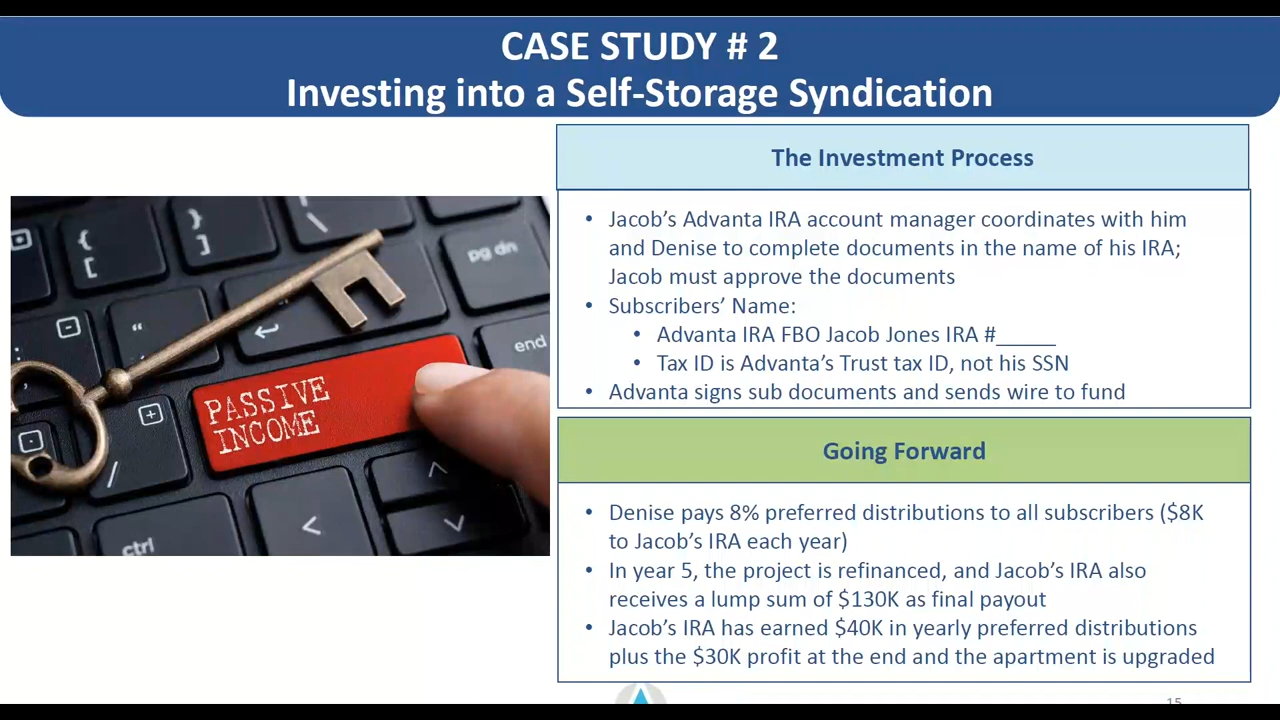 CASE STUDY # 2
Investing into a Self-Storage Syndication
The Investment Process
• Jacob's Advanta IRA account manager coordinates with him
and Denise to complete documents in the name of his IRA;
Jacob must approve the documents
• Subscribers' Name:
• Advanta IRA FBO Jacob Jones IRA #_____
• Tax ID is Advanta's Trust tax ID, not his SSN
• Advanta signs sub documents and sends wire to fund
Going Forward
• Denise pays 8% preferred distributions to all subscribers ($8K
to Jacob's IRA each year)
• In year 5, the project is refinanced, and Jacob's IRA also
receives a lump sum of $130K as final payout
• Jacob's IRA has earned $40K in yearly preferred distributions
plus the $30K profit at the end and the apartment is upgraded
}
]
\
pg dn
{
[
"
end
PASSIVE
INCOME
/
ctrl
<
15